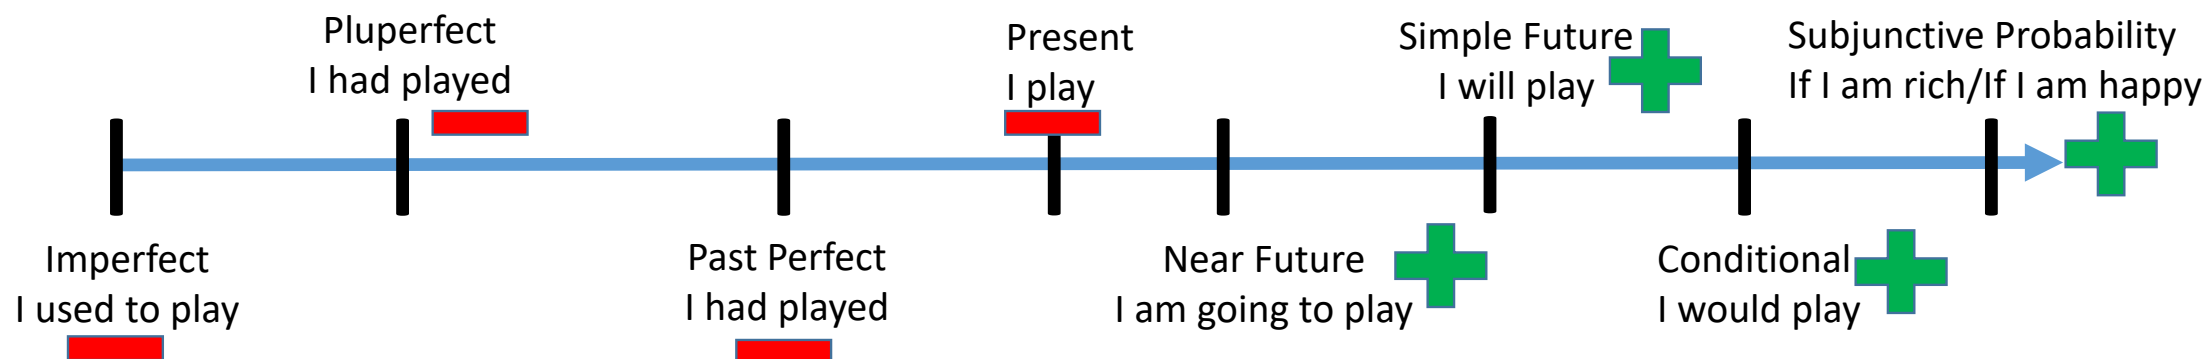 Pluperfect
I had played
Present
I play
Simple Future
I will play
Subjunctive Probability
If I am rich/If I am happy
Imperfect
I used to play
Past Perfect
I had played
Near Future
I am going to play
Conditional
I would play